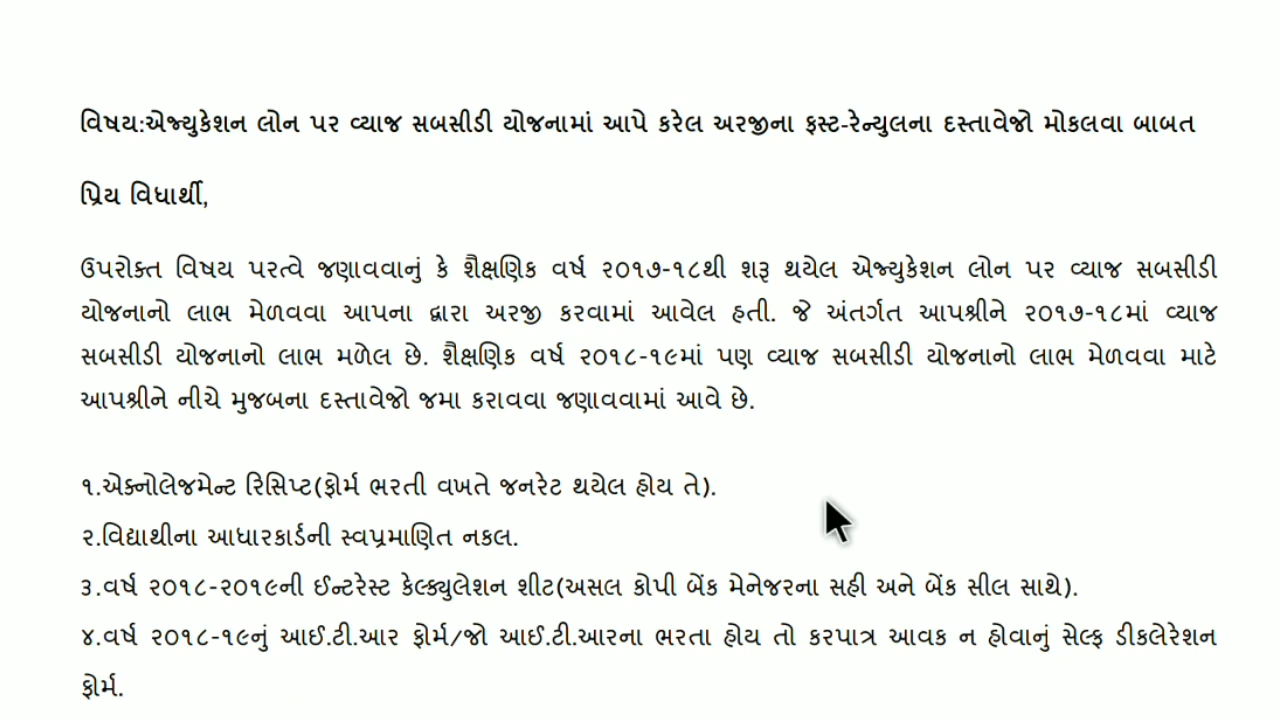 વિષય:એજ્યુકેશન લોન પર વ્યાજ સબસીડી યોજનામાં આપે કરેલ અરજીના ફસ્ટ-રેન્યુલના દસ્તાવેજો મોકલવા બાબત
પ્રિય વિધાર્થી,
ઉપરોક્ત વિષય પરત્વે જણાવવાનું કે શૈક્ષણિક વર્ષ ૨૦૧૭-૧૮થી શરૂ થયેલ એજ્યુકેશન લોન પર વ્યાજ સબસીડી
યોજનાનો લાભ મેળવવા આપના દ્વારા અરજી કરવામાં આવેલ હતી. જે અંતર્ગત આપશ્રીને ૨૦૧૭-૧૮માં વ્યાજ
સબસીડી યોજનાનો લાભ મળેલ છે. શૈક્ષણિક વર્ષ ૨૦૧૮-૧૯માં પણ વ્યાજ સબસીડી યોજનાનો લાભ મેળવવા માટે
આપશ્રીને નીચે મુજબના દસ્તાવેજો જમા કરાવવા જણાવવામાં આવે છે.
૧.એક્નોલેજમેન્ટ રિસિપ્ટ(ફોર્મ ભરતી વખતે જનરેટ થયેલ હોય તે).
૨.વિદ્યાથીના આધારકાર્ડની સ્વપ્રમાણિત નકલ.
૩.વર્ષ ૨૦૧૮-૨૦૧૯ની ઈન્ટરેસ્ટ કેલ્ક્યુલેશન શીટ(અસલ કોપી બેંક મેનેજરના સહી અને બેંક સીલ સાથે).
૪.વર્ષ ૨૦૧૮-૧૯નું આઈ.ટી.આર ફોર્મ/જો આઈ.ટી.આરના ભરતા હોય તો કરપાત્ર આવક ન હોવાનું સેલ્ફ ડીકલેરેશન
ફોર્મ.